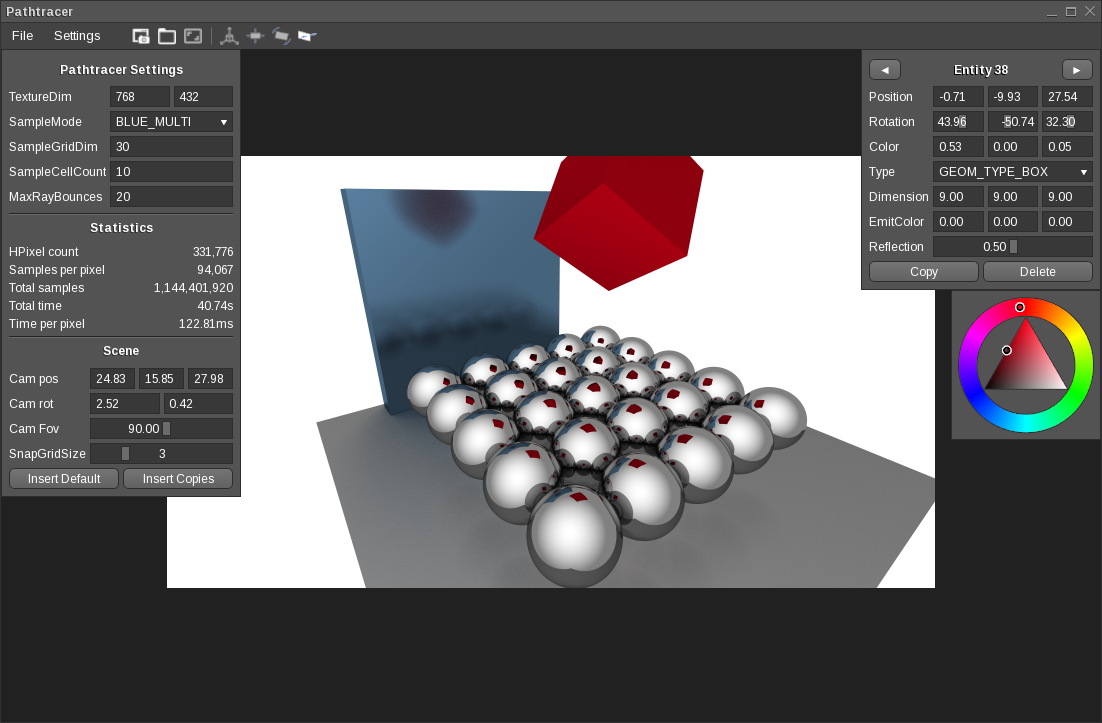 Pathtracer
File Settings
Pathtracer Settings
TextureDim 768 432
SampleMode BLUE_MULTI
SampleGridDim 30
SampleCellCount 10
MaxRayBounces 20
Statistics
HPixel count 331,776
Samples per pixel 94,067
Total samples 1,144,401,920
Total time 40.74s
Time per pixel 122.81ms
Scene
Cam pos 24.83 15.85 27.98
Cam rot 2.52 0.42
Cam Fov 90.00
SnapGridSize 3
Insert Default Insert Copies
Entity 38
Position -0.71 -9.93 27.54
Rotation 43.96 -50.74 32.30
Color 0.53 0.00 0.05
Type GEOM_TYPE_BOX
Dimension 9.00 9.00 9.00
EmitColor 0.00 0.00 0.00
Reflection 0.50
Copy Delete